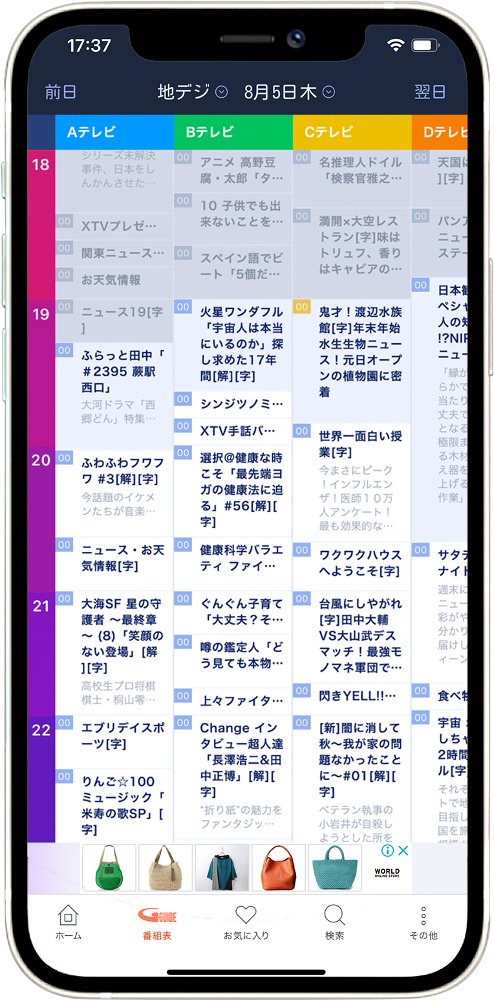 17:37
前日
地デジ 8月5日木
翌日
Aテレビ
Bテレビ
Cテレビ
Dテレビ
18
シリーズ未解決
事件、日本をし
んかんさせた…
00
XTVプレゼ…
00
関東ニュース…
00
お天気情報
19
00
ニュース19[字
]
00
ふらっと田中「
＃2395 蕨駅
西口」
大河ドラマ「西
郷どん」特集…
20
00
ふわふわフワフ
ワ #3[解][字]
今話題のイケメ
ンたちが音楽…
00
ニュース・お天
気情報[字]
21
00
大海SF 星の守
護者 〜最終章
〜 (8)「笑顔の
ない登場」[解
][字]
高校生プロ将棋
棋士・桐山零…
22
00
エブリデイスポ
ーツ[字]
00
りんご☆100
ミュージック「
米寿の歌SP」[
字]
00
アニメ 高野豆
腐・太郎「タ…
00
10 子供でも出
来ないことを…
00
スペイン語でビ
ート「5個だ…
00
火星ワンダフル
「宇宙人は本当
にいるのか」探
し求めた17年
間[解][字]
00
シンジツノミ…
00
XTV手話バ…
00
選択@健康な時
こそ「最先端ヨ
ガの健康法に迫
る」#56[解][
字]
00
健康科学バラエ
ティ ファイ…
00
ぐんぐん子育て
「大丈夫？そ…
00
噂の鑑定人「ど
う見ても本物…
00
上々ファイタ…
00
Change イン
タビュー超人達
「長澤浩二&田
中正博」[解][
字]
“折り紙”の魅力を
ファンタジッ…
00
名推理人ドイル
「検察官雅之…
00
満開×大空レス
トラン[字]味は
トリュフ、香り
はキャビアの…
00
鬼才！渡辺水族
館[字]年末年始
水生生物ニュー
ス！元日オープ
ンの植物園に密
着
00
世界一面白い授
業[字]
今まさにピーク
！インフルエン
ザ！医師１０万
人アンケート！
最も効果的な…
00
ワクワクハウス
へようこそ[字]
00
台風にしやがれ
[字]田中大輔
VS大山武デス
マッチ！最強モ
ノマネ軍団で…
00
閃きYELL!!…
00
[新]闇に消して
秋〜我が家の問
題なかったこと
に〜#01[解][
字]
ベテラン執事の
小岩井が自殺し
ようとした所を
00
天国は
][字]
00
パンア
ニュー
ステー
00
日本観
ペシャ
人の知
!?NIP
ニュー
「縁が
らかで
当たり
丈夫で
となる
極限ま
る木材
え器を
上げる
作業」
00
サタデ
ナイト
週末に
ニュー
彩がや
分かり
届けし
ィーン
00
食べ物
00
宇宙
しちゃ
2時間
ル[字]
それぞ
トで地
目指し
国を旅
WORLD
ONLINE STORE
ホーム
G-GUIDE
番組表
お気に入り
検索
その他